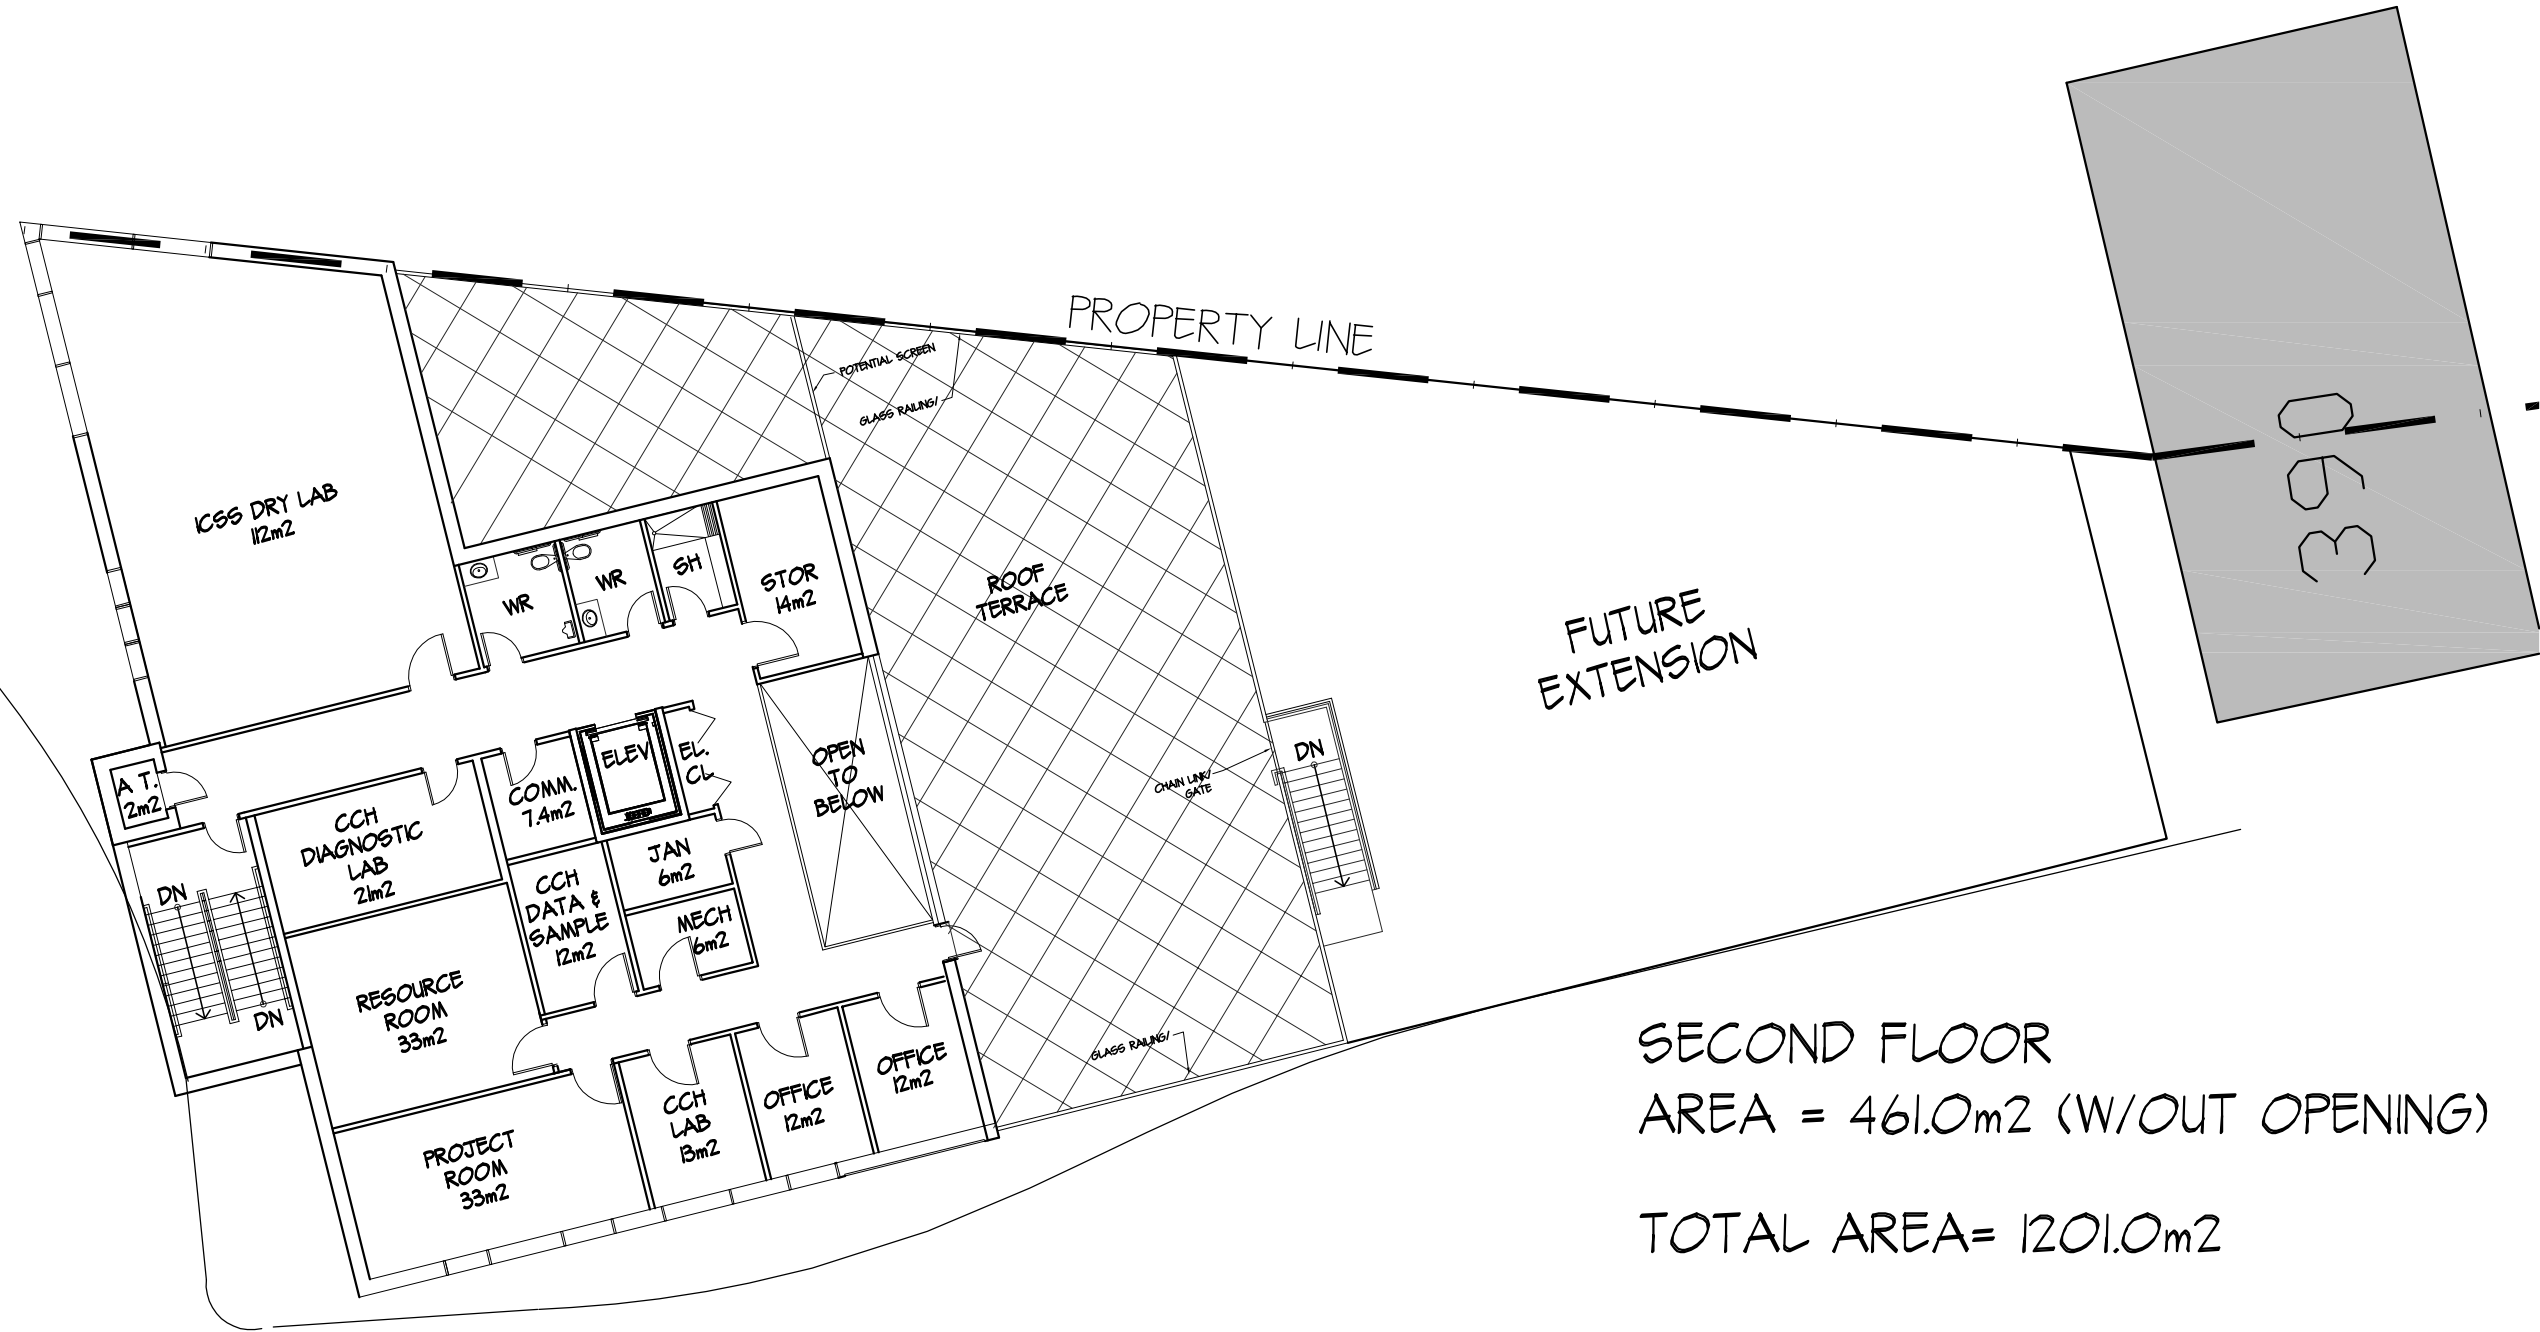 PROPERTY LINE
POTENTIAL SCREEN
GLASS RAILING/
390
ICSS DRY LAB
112m2
WR
WR
SH
STOR
14m2
ROOF
TERRACE
FUTURE
EXTENSION
A T.
2m2
CCH
DIAGNOSTIC
LAB
21m2
COMM.
7.4m2
ELEV
EL.
CL
OPEN
TO
BELOW
CHAIN LINK/
GATE
DN
JAN
6m2
CCH
DATA &
SAMPLE
12m2
MECH
6m2
DN
DN
RESOURCE
ROOM
33m2
PROJECT
ROOM
33m2
CCH
LAB
13m2
OFFICE
12m2
OFFICE
12m2
GLASS RAILING/
SECOND FLOOR
AREA = 461.0m2 (W/OUT OPENING)
TOTAL AREA= 1201.0m2